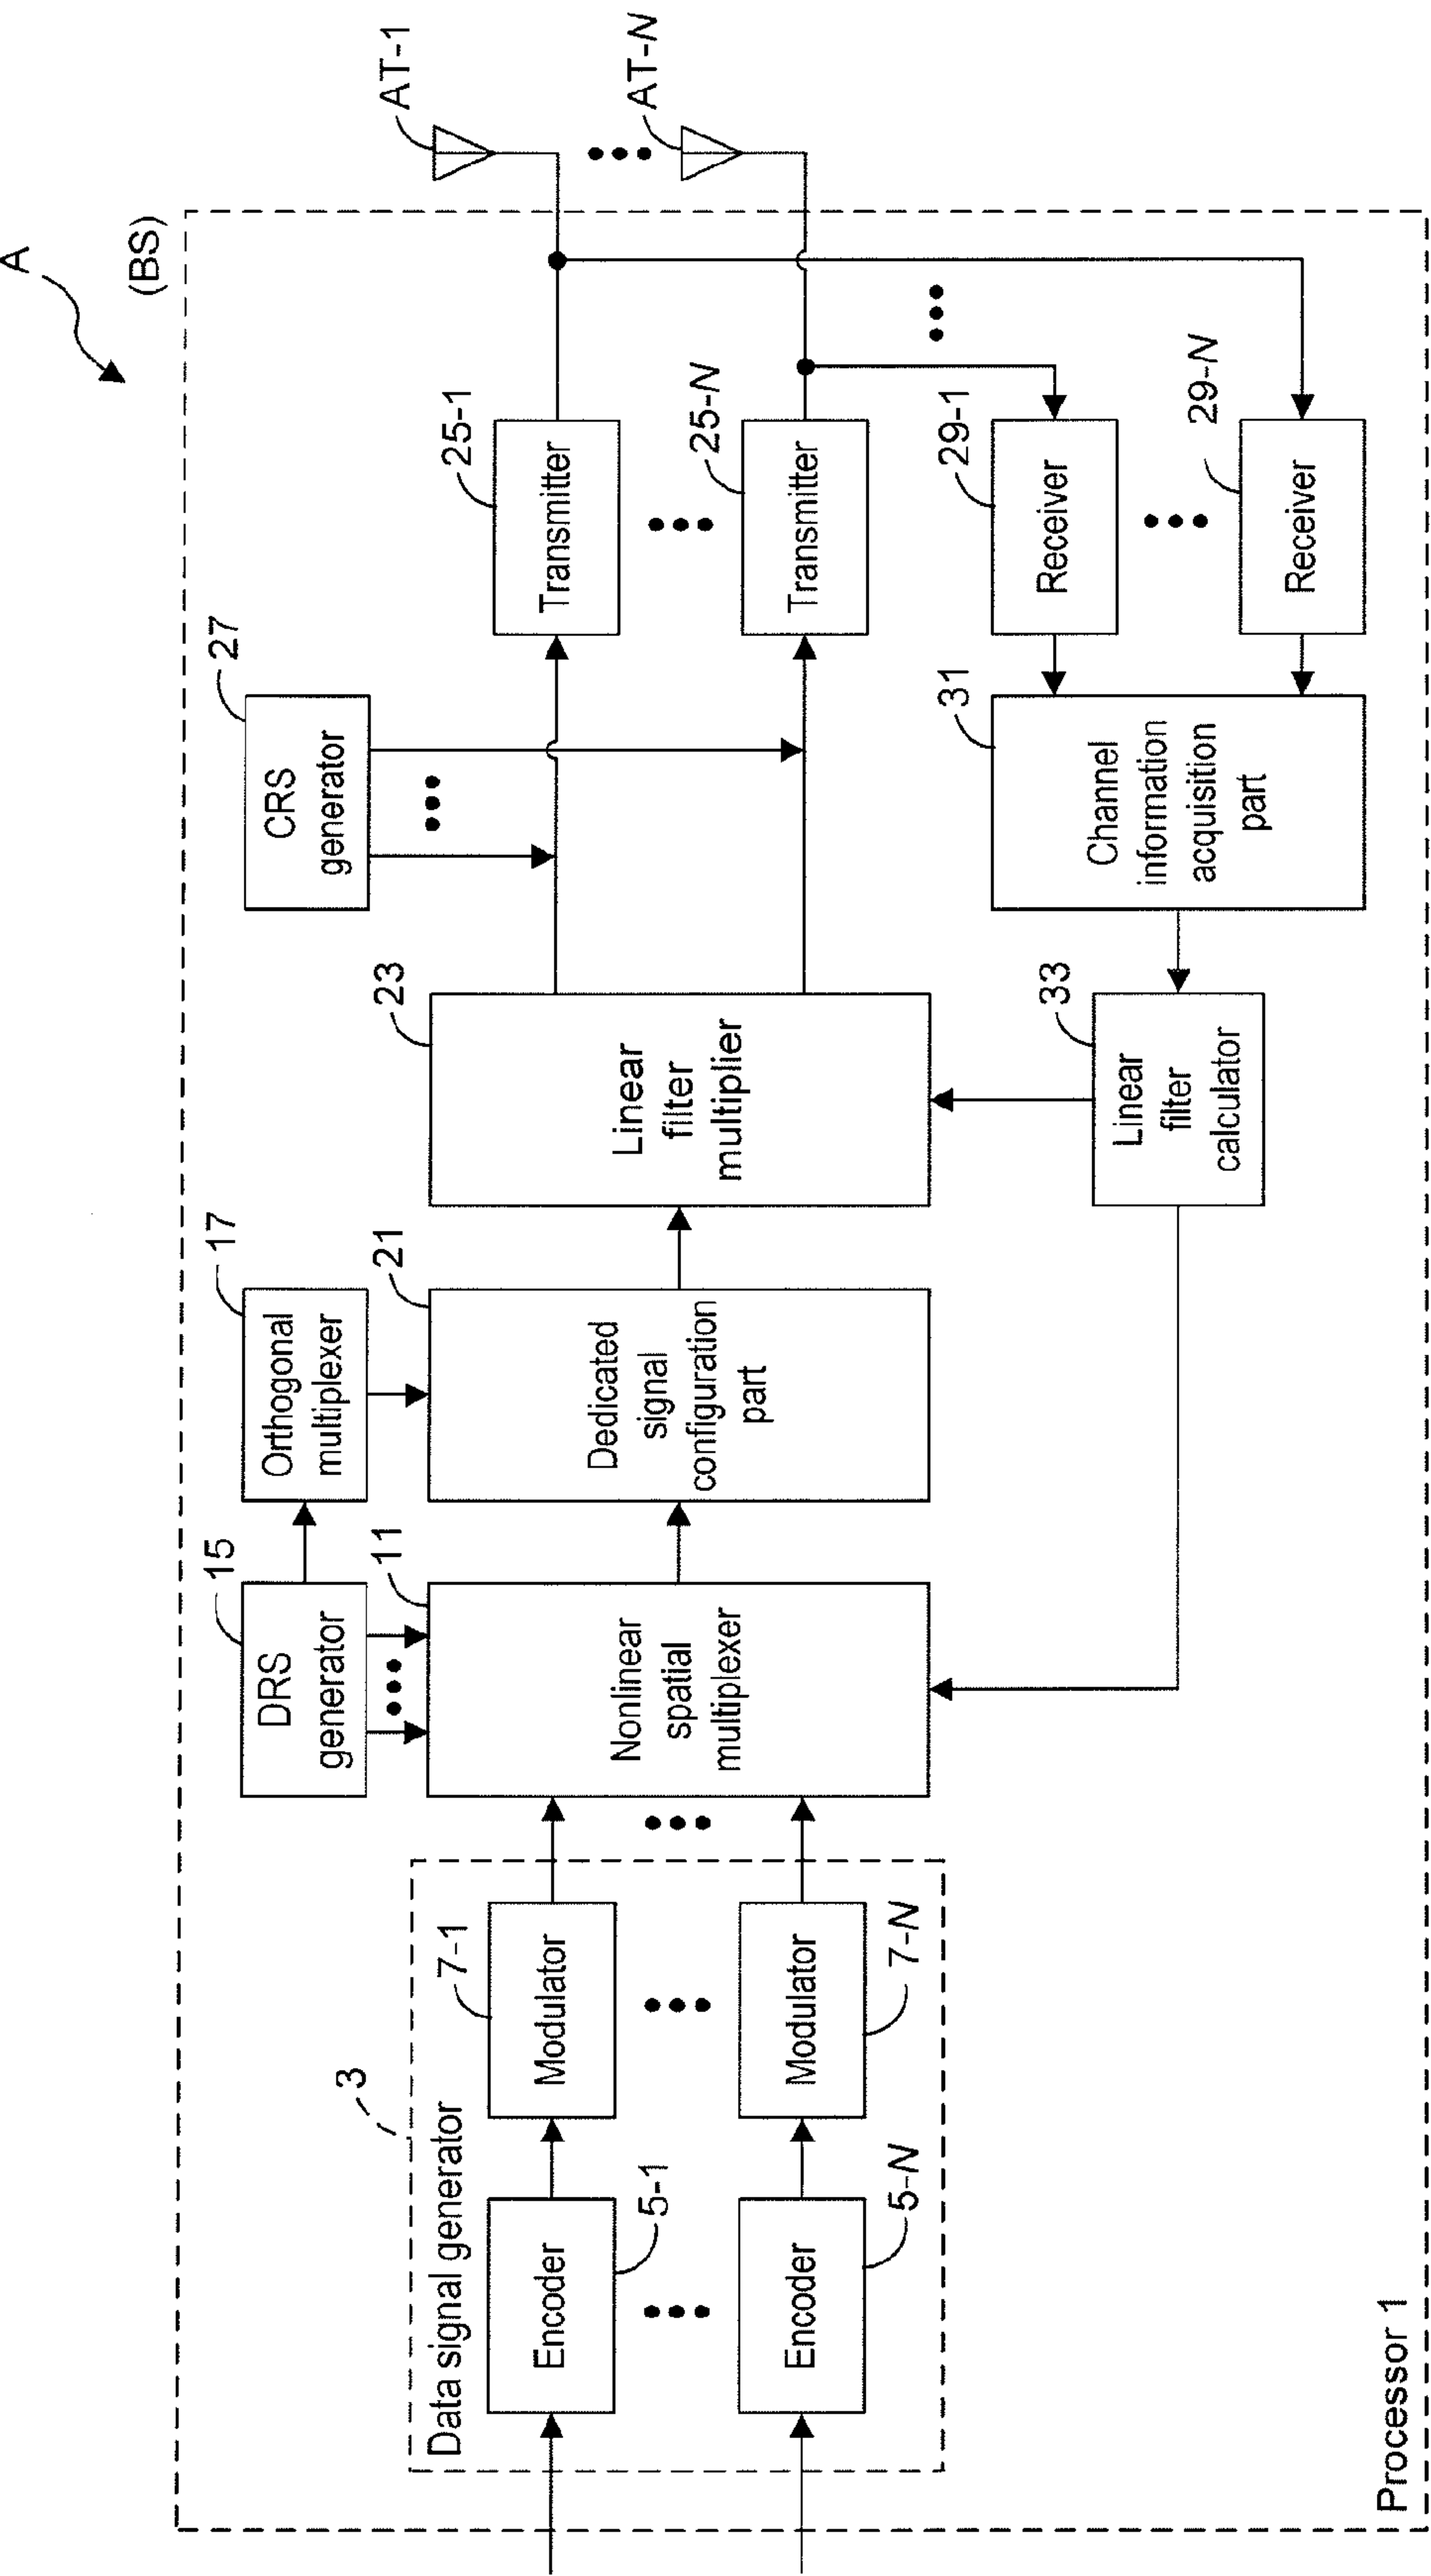 A
(BS)
AT-1
AT-N
27
CRS
generator
25-1
Transmitter
25-N
Transmitter
29-1
Receiver
29-N
Receiver
31
Channel
information
acquisition
part
23
Linear
filter
multiplier
33
Linear
filter
calculator
17
Orthogonal
multiplexer
21
Dedicated
signal
configuration
part
15
DRS
generator
11
Nonlinear
spatial
multiplexer
3
Data signal generator
7-1
Modulator
7-N
Modulator
5-1
Encoder
5-N
Encoder
Processor 1